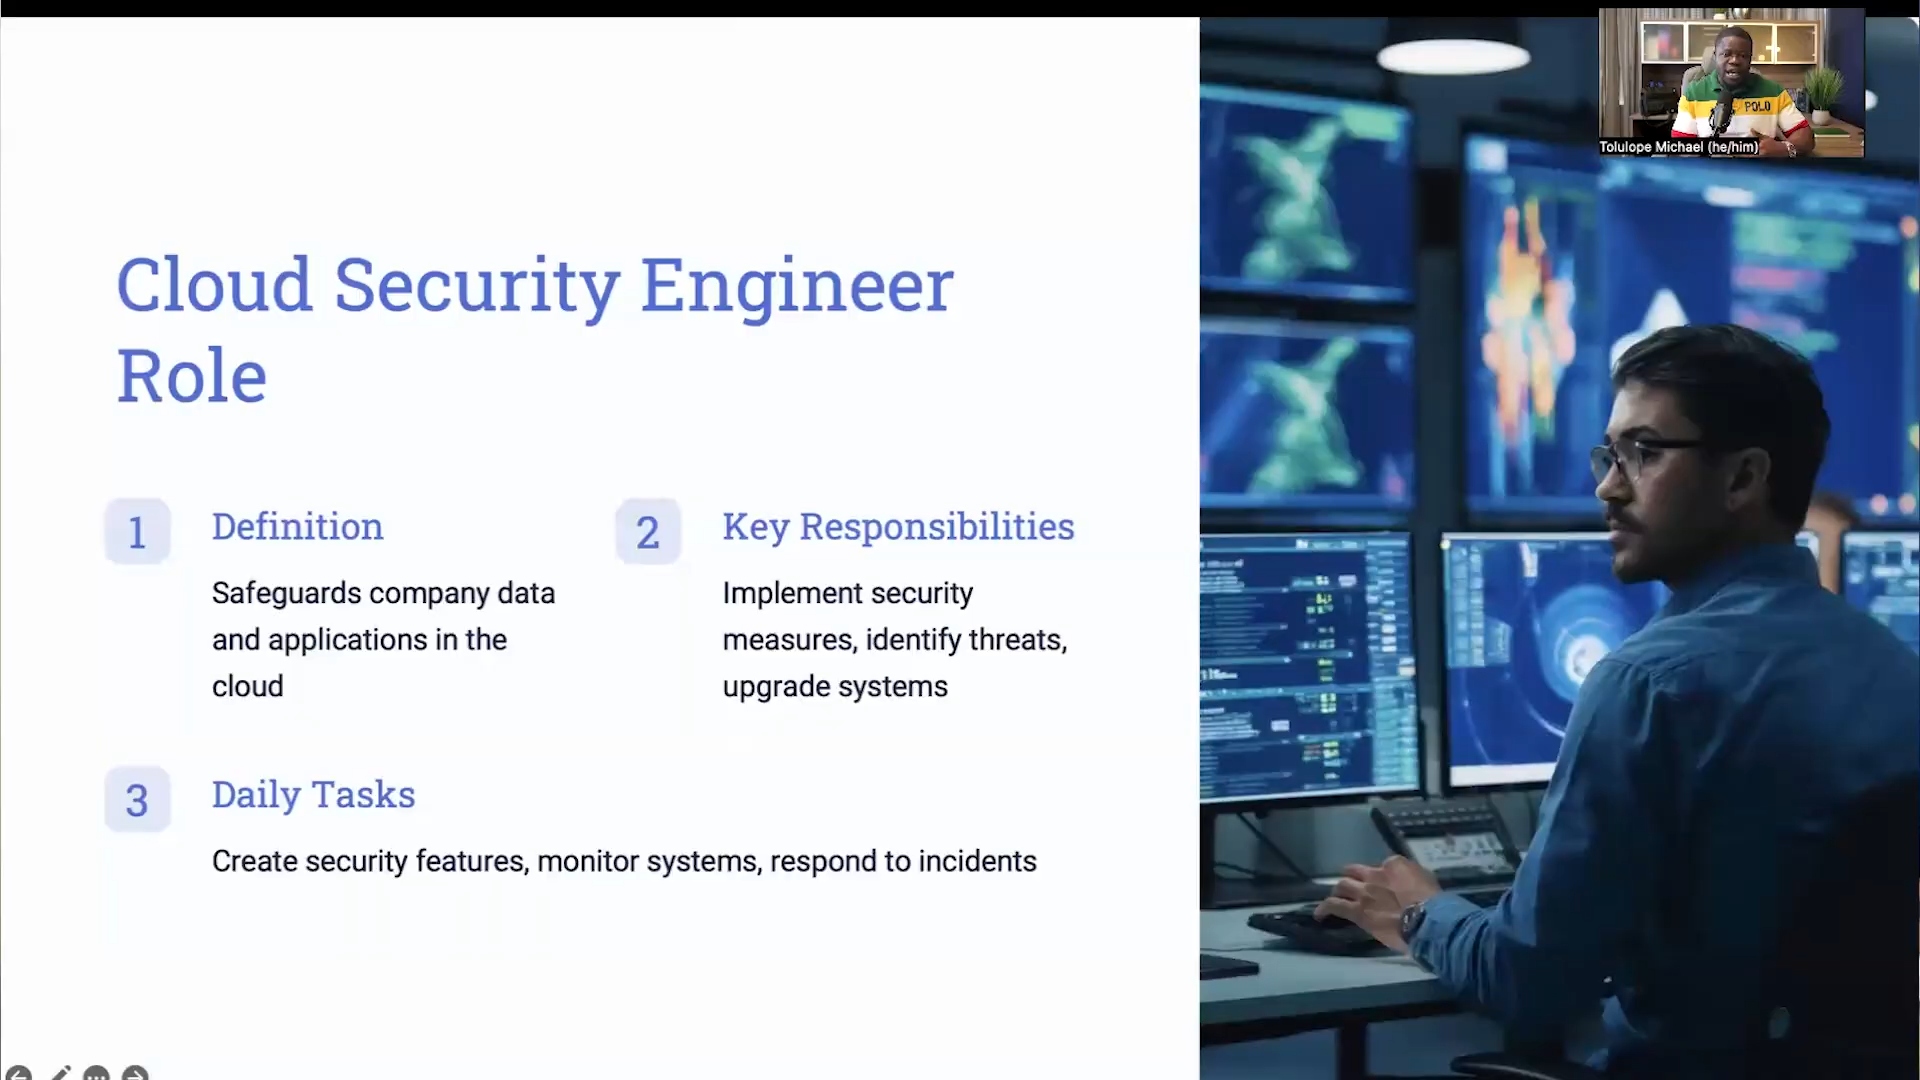 POLO
Tolulope Michael (he/him)
Cloud Security Engineer
Role
1
Definition
Safeguards company data
and applications in the
cloud
2
Key Responsibilities
Implement security
measures, identify threats,
upgrade systems
3
Daily Tasks
Create security features, monitor systems, respond to incidents